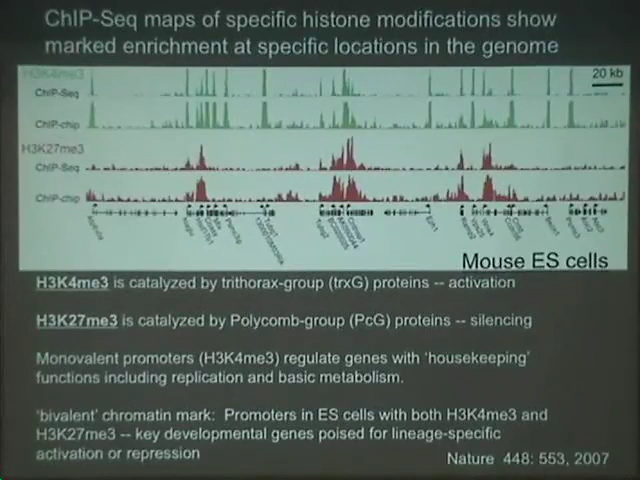 ChIP-Seq maps of specific histone modifications show
marked enrichment at specific locations in the genome
H3K4me3
20 kb
ChIP-Seq
ChIP-chip
H3K27me3
ChIP-Seq
ChIP-chip
Mouse ES cells
H3K4me3 is catalyzed by trithorax-group (trxG) proteins -- activation
H3K27me3 is catalyzed by Polycomb-group (PcG) proteins -- silencing
Monovalent promoters (H3K4me3) regulate genes with 'housekeeping'
functions including replication and basic metabolism.
'bivalent' chromatin mark: Promoters in ES cells with both H3K4me3 and
H3K27me3 -- key developmental genes poised for lineage-specific
activation or repression
Nature 448: 553, 2007